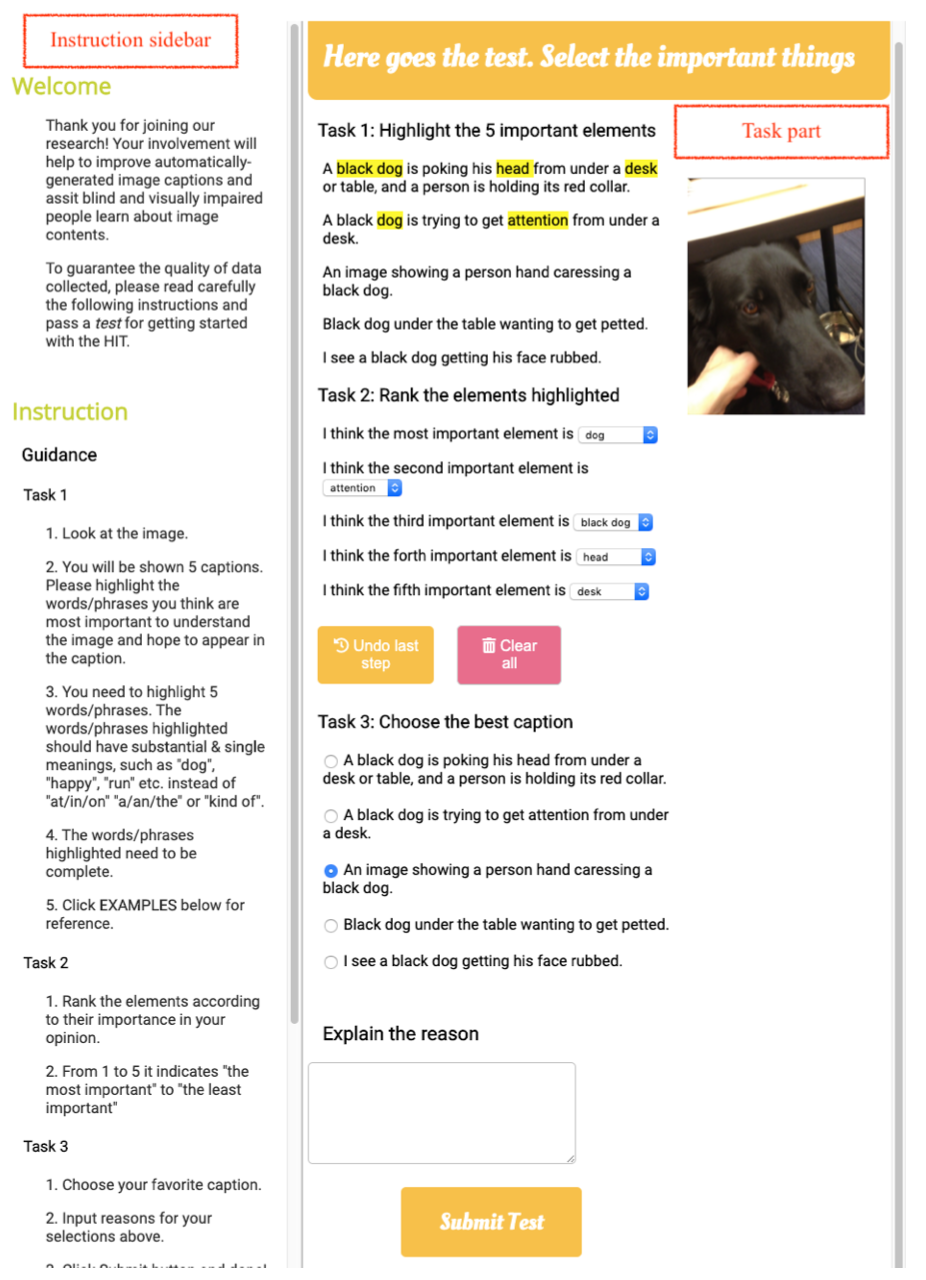 Instruction sidebar
Welcome
Thank you for joining our
research! Your involvement will
help to improve automatically-
generated image captions and
assit blind and visually impaired
people learn about image
contents.
To guarantee the quality of data
collected, please read carefully
the following instructions and
pass a test for getting started
with the HIT.
Instruction
Guidance
Task 1
1. Look at the image.
2. You will be shown 5 captions.
Please highlight the
words/phrases you think are
most important to understand
the image and hope to appear in
the caption.
3. You need to highlight 5
words/phrases. The
words/phrases highlighted
should have substantial & single
meanings, such as "dog",
"happy", "run" etc. instead of
"at/in/on" "a/an/the" or "kind of".
4. The words/phrases
highlighted need to be
complete.
5. Click EXAMPLES below for
reference.
Task 2
1. Rank the elements according
to their importance in your
opinion.
2. From 1 to 5 it indicates "the
most important" to "the least
important"
Task 3
1. Choose your favorite caption.
2. Input reasons for your
selections above.
3. Click Submit button and done!
Here goes the test. Select the important things
Task part
Task 1: Highlight the 5 important elements
A black dog is poking his head from under a desk
or table, and a person is holding its red collar.
A black dog is trying to get attention from under a
desk.
An image showing a person hand caressing a
black dog.
Black dog under the table wanting to get petted.
I see a black dog getting his face rubbed.
Task 2: Rank the elements highlighted
I think the most important element is dog
I think the second important element is
attention
I think the third important element is black dog
I think the forth important element is head
I think the fifth important element is desk
Undo last
step
Clear
all
Task 3: Choose the best caption
A black dog is poking his head from under a
desk or table, and a person is holding its red collar.
A black dog is trying to get attention from under
a desk.
An image showing a person hand caressing a
black dog.
Black dog under the table wanting to get petted.
I see a black dog getting his face rubbed.
Explain the reason
Submit Test